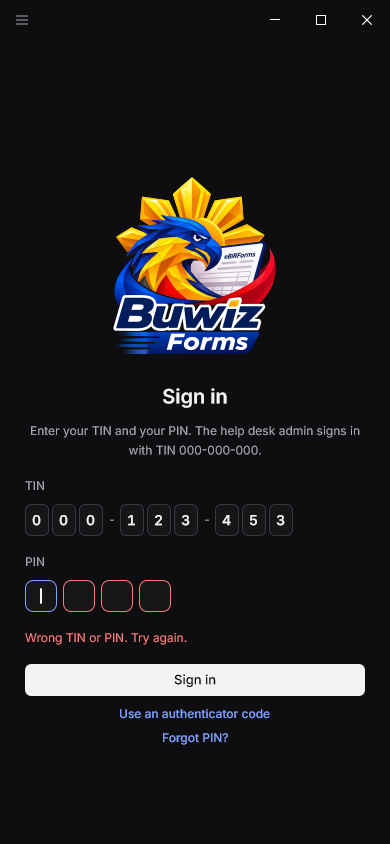 eBIRForms
Buwiz
Forms
Sign in
Enter your TIN and your PIN. The help desk admin signs in
with TIN 000-000-000.
TIN
0 0 0 - 1 2 3 - 4 5 3
PIN
Wrong TIN or PIN. Try again.
Sign in
Use an authenticator code
Forgot PIN?